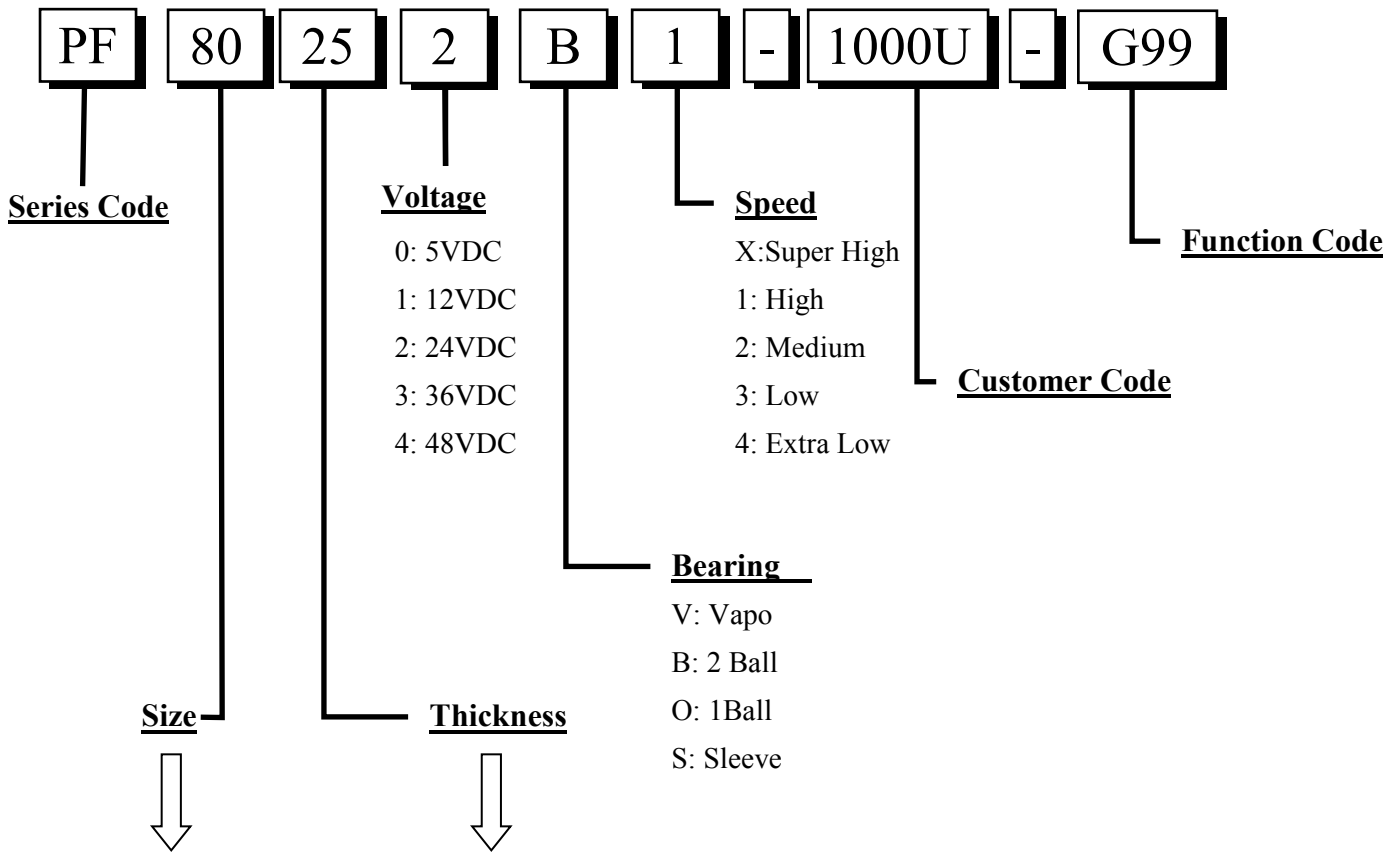 PF 80 25 2 B 1 - 1000U - G99
Series Code
Voltage
0: 5VDC
1: 12VDC
2: 24VDC
3: 36VDC
4: 48VDC
Speed
X:Super High
1: High
2: Medium
3: Low
4: Extra Low
Function Code
Customer Code
Bearing
V: Vapo
B: 2 Ball
O: 1Ball
S: Sleeve
Size
Thickness